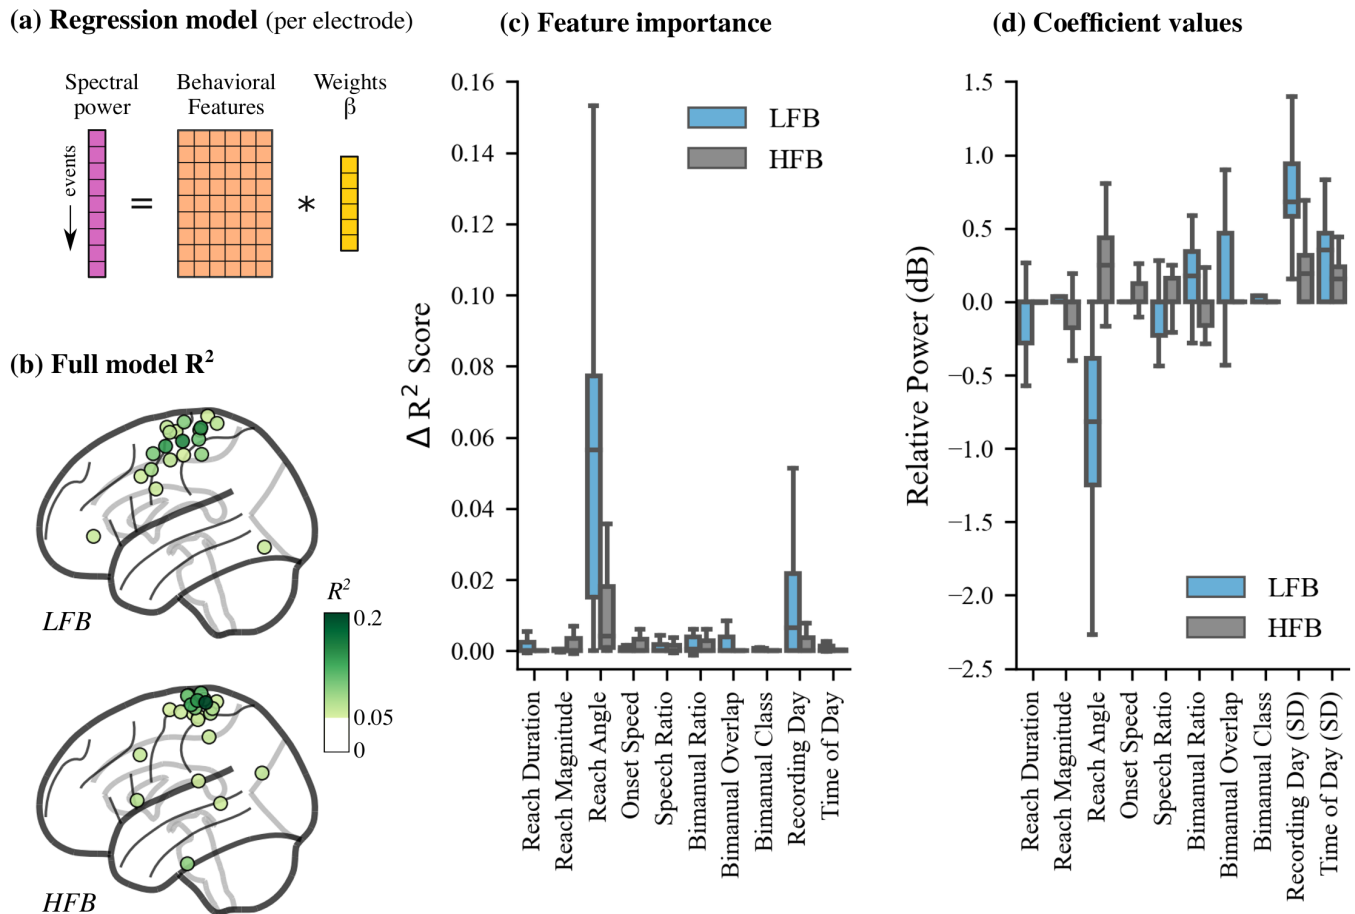 (a) Regression model (per electrode)
Spectral
power
Behavioral
Features
Weights
β
events
=
*
(b) Full model R²
LFB
R²
0.2
0.05
0
HFB
(c) Feature importance
0.16
0.14
0.12
0.10
0.08
0.06
0.04
0.02
0.00
Δ R² Score
LFB
HFB
Reach Duration
Reach Magnitude
Reach Angle
Onset Speed
Speech Ratio
Bimanual Ratio
Bimanual Overlap
Bimanual Class
Recording Day
Time of Day
(d) Coefficient values
1.5
1.0
0.5
0.0
−0.5
−1.0
−1.5
−2.0
−2.5
Relative Power (dB)
LFB
HFB
Reach Duration
Reach Magnitude
Reach Angle
Onset Speed
Speech Ratio
Bimanual Ratio
Bimanual Overlap
Bimanual Class
Recording Day (SD)
Time of Day (SD)